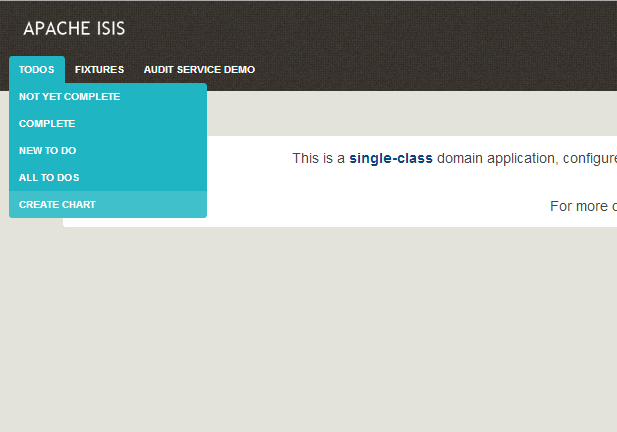 APACHE ISIS
TODOS FIXTURES AUDIT SERVICE DEMO
NOT YET COMPLETE
COMPLETE
NEW TO DO
ALL TO DOS
CREATE CHART
This is a single-class domain application,
For more